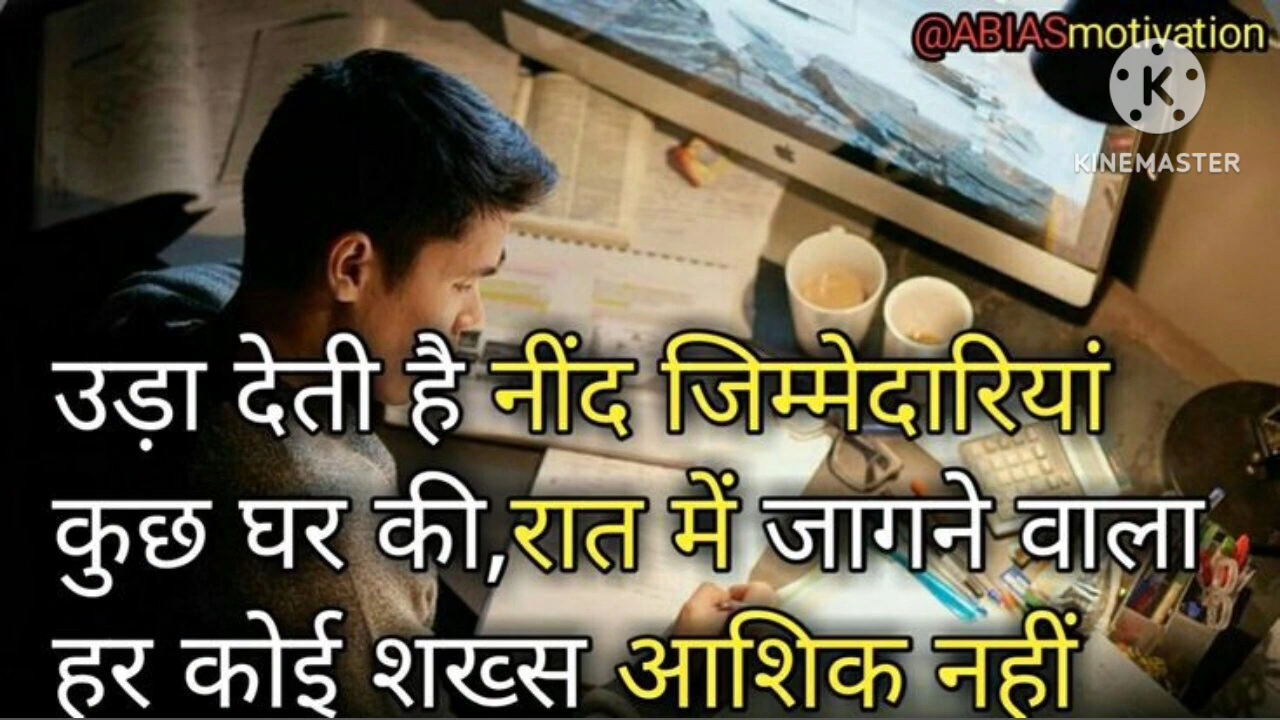 @ABIASmotivation
K
KINEMASTER
उड़ा देती है नींद जिम्मेदारियां
कुछ घर की,रात में जागने वाला
हर कोई शख्स आशिक नहीं